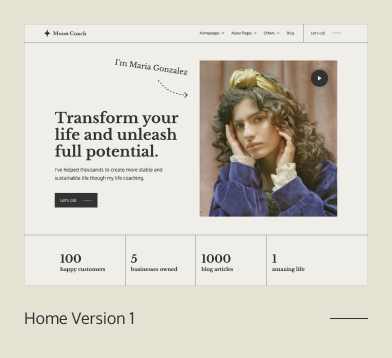 Moon Coach
Homepages About Pages Others Blog Let's call
I'm Maria Gonzalez
Transform your
life and unleash
full potential.
I've helped thousands to create more stable and
sustainable life though my life coaching.
Let's call
100 5 1000 1
happy customers businesses owned blog articles amazing life
Home Version 1